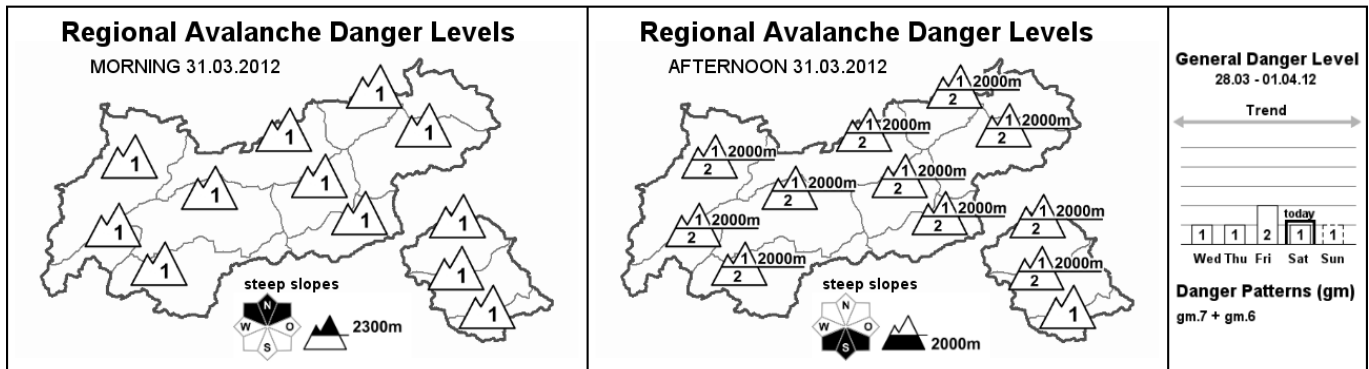 Regional Avalanche Danger Levels
MORNING 31.03.2012
1
1
1
1
1
1
1
1
1
1
1
1
steep slopes
N
W O
S
2300m
Regional Avalanche Danger Levels
AFTERNOON 31.03.2012
1 2000m
2
1 2000m
2
1 2000m
2
1 2000m
2
1 2000m
2
1 2000m
2
1 2000m
2
1 2000m
2
1 2000m
2
1 2000m
2
1 2000m
2
1
steep slopes
N
W O
S
2000m
General Danger Level
28.03 - 01.04.12
Trend
today
1 1 2 1 1
Wed Thu Fri Sat Sun
Danger Patterns (gm)
gm.7 + gm.6